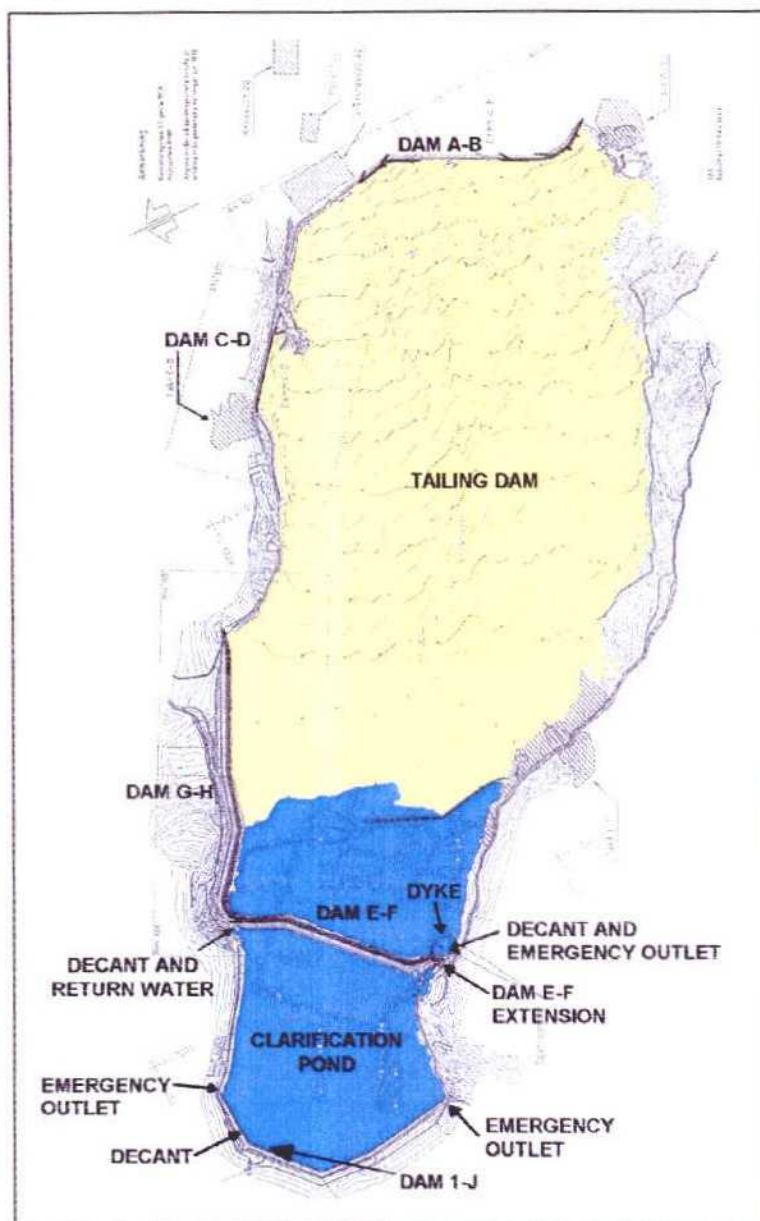 DAM A-B
DAM C-D
TAILING DAM
DAM G-H
DYKE
DAM E-F
DECANT AND
EMERGENCY OUTLET
DECANT AND
RETURN WATER
DAM E-F
EXTENSION
CLARIFICATION
POND
EMERGENCY
OUTLET
EMERGENCY
OUTLET
DECANT
DAM 1-J